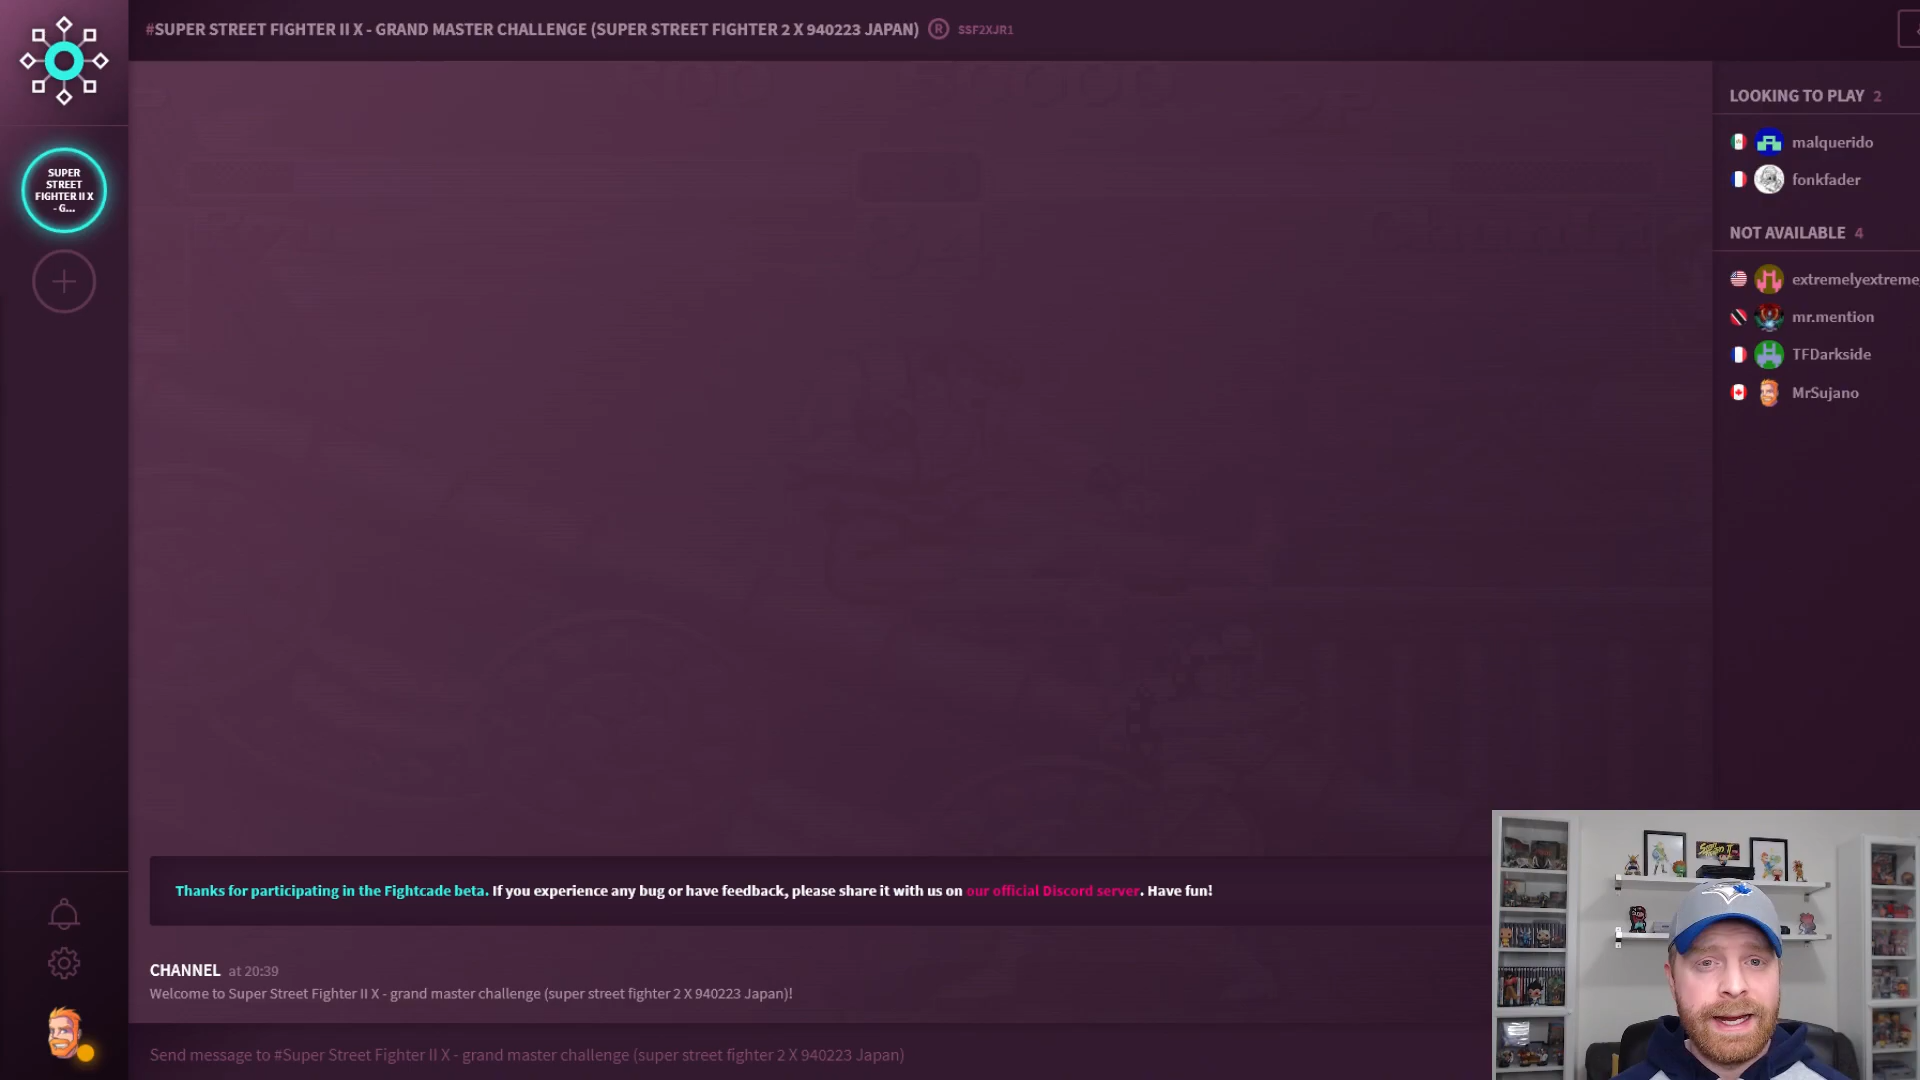 #SUPER STREET FIGHTER II X - GRAND MASTER CHALLENGE (SUPER STREET FIGHTER 2 X 940223 JAPAN) R SSF2XJR1
SUPER
STREET
FIGHTER II X
- G...
LOOKING TO PLAY 2
malquerido
fonkfader
NOT AVAILABLE 4
extremelyextreme
mr.mention
TFDarkside
MrSujano
Thanks for participating in the Fightcade beta. If you experience any bug or have feedback, please share it with us on our official Discord server. Have fun!
CHANNEL at 20:39
Welcome to Super Street Fighter II X - grand master challenge (super street fighter 2 X 940223 Japan)!
Send message to #Super Street Fighter II X - grand master challenge (super street fighter 2 X 940223 Japan)